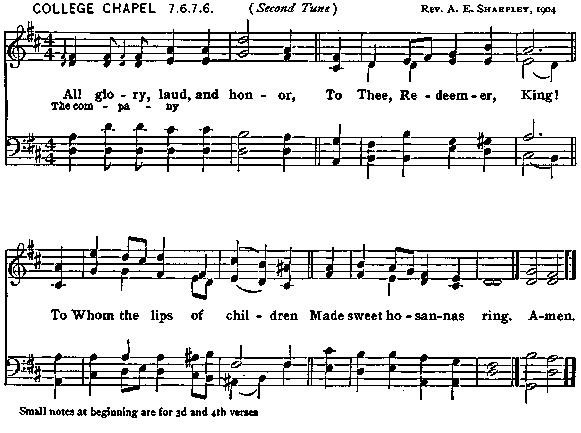 COLLEGE CHAPEL 7.6.7.6. (Second Tune) REV. A. E. SHARPLEY, 1904
All glo - ry, laud, and hon - or, To Thee, Re - deem - er, King!
The com - pa - ny
To Whom the lips of chil - dren Made sweet ho - san - nas ring. A-men.
Small notes at beginning are for 3d and 4th verses